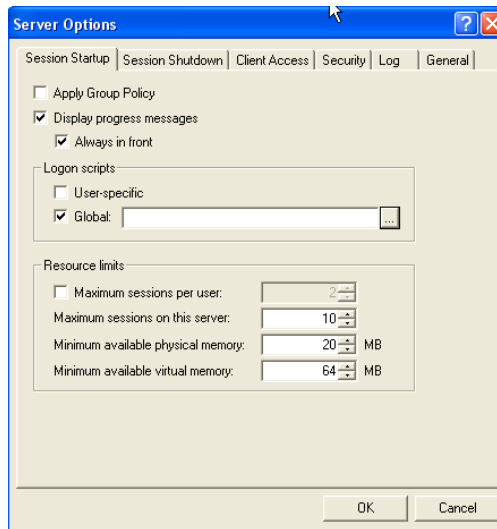 Server Options
Session Startup Session Shutdown Client Access Security Log General
Apply Group Policy
Display progress messages
Always in front
Logon scripts
User-specific
Global: ...
Resource limits
Maximum sessions per user: 2
Maximum sessions on this server: 10
Minimum available physical memory: 20 MB
Minimum available virtual memory: 64 MB
OK Cancel